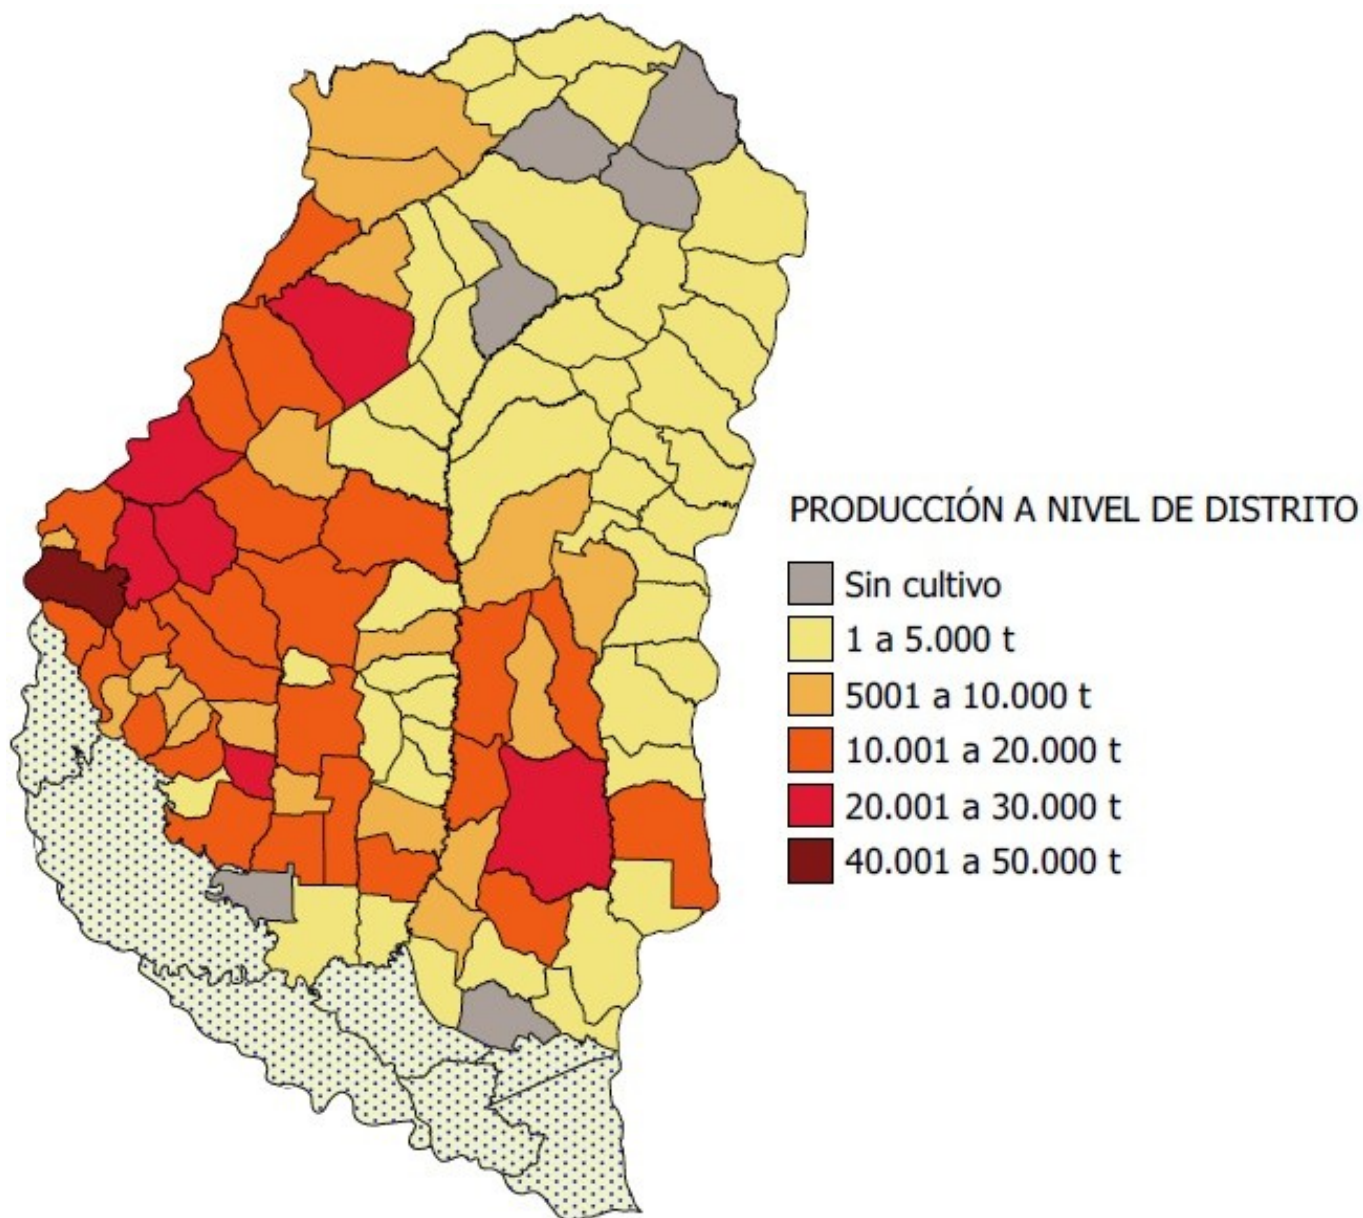 PRODUCCIÓN A NIVEL DE DISTRITO
Sin cultivo
1 a 5.000 t
5001 a 10.000 t
10.001 a 20.000 t
20.001 a 30.000 t
40.001 a 50.000 t